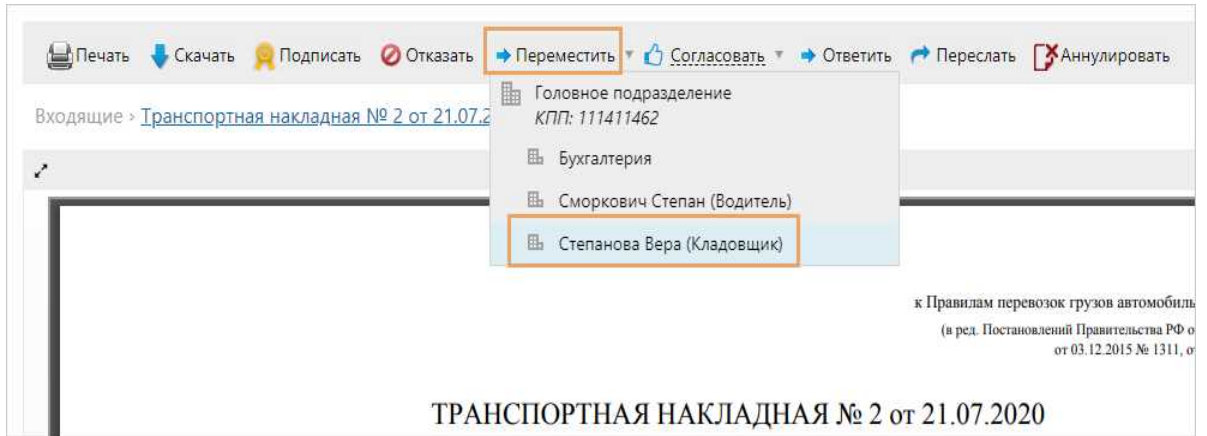 Печать Скачать Подписать Отказать Переместить Согласовать Ответить Переслать Аннулировать
Головное подразделение
КПП: 111411462
Входящие › Транспортная накладная № 2 от 21.07.2
Бухгалтерия
Сморкович Степан (Водитель)
Степанова Вера (Кладовщик)
к Правилам перевозок грузов автомобиль
(в ред. Постановлений Правительства РФ о
от 03.12.2015 № 1311, о
ТРАНСПОРТНАЯ НАКЛАДНАЯ № 2 от 21.07.2020